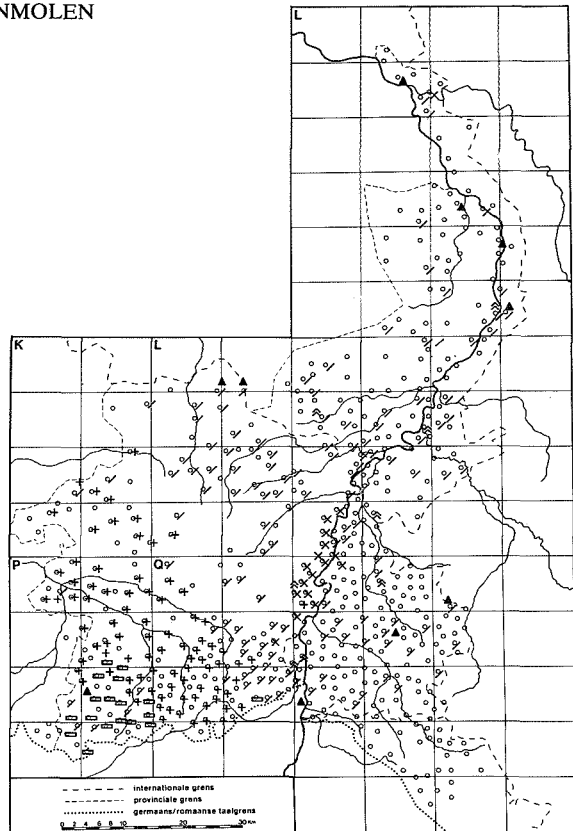 NMOLEN
L
K L
P Q
internationale grens
provinciale grens
germaans/romaanse taalgrens
0 2 4 6 8 10 20 30 KM